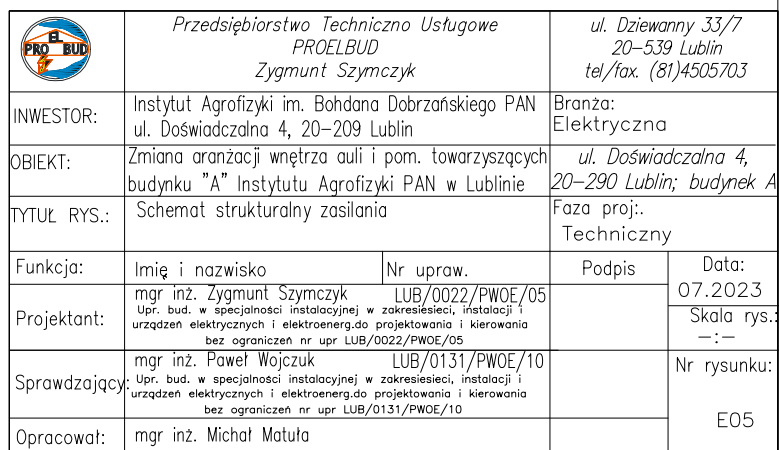 EL
PRO BUD
Przedsiębiorstwo Techniczno Usługowe
PROELBUD
Zygmunt Szymczyk
ul. Dziewanny 33/7
20-539 Lublin
tel/fax. (81)4505703
INWESTOR:
Instytut Agrofizyki im. Bohdana Dobrzańskiego PAN
ul. Doświadczalna 4, 20-209 Lublin
Branża:
Elektryczna
OBIEKT:
Zmiana aranżacji wnętrza auli i pom. towarzyszących
budynku "A" Instytutu Agrofizyki PAN w Lublinie
ul. Doświadczalna 4,
20-290 Lublin; budynek A
TYTUŁ RYS.:
Schemat strukturalny zasilania
Faza proj:.
Techniczny
Funkcja:
Imię i nazwisko
Nr upraw.
Podpis
Data:
07.2023
Projektant:
mgr inż. Zygmunt Szymczyk LUB/0022/PWOE/05
Upr. bud. w specjalności instalacyjnej w zakresiesieci, instalacji i
urządzeń elektrycznych i elektroenerg.do projektowania i kierowania
bez ograniczeń nr upr LUB/0022/PWOE/05
Skala rys.:
-:-
Sprawdzający:
mgr inż. Paweł Wojczuk LUB/0131/PWOE/10
Upr. bud. w specjalności instalacyjnej w zakresiesieci, instalacji i
urządzeń elektrycznych i elektroenerg.do projektowania i kierowania
bez ograniczeń nr upr LUB/0131/PWOE/10
Nr rysunku:
E05
Opracował:
mgr inż. Michał Matuła